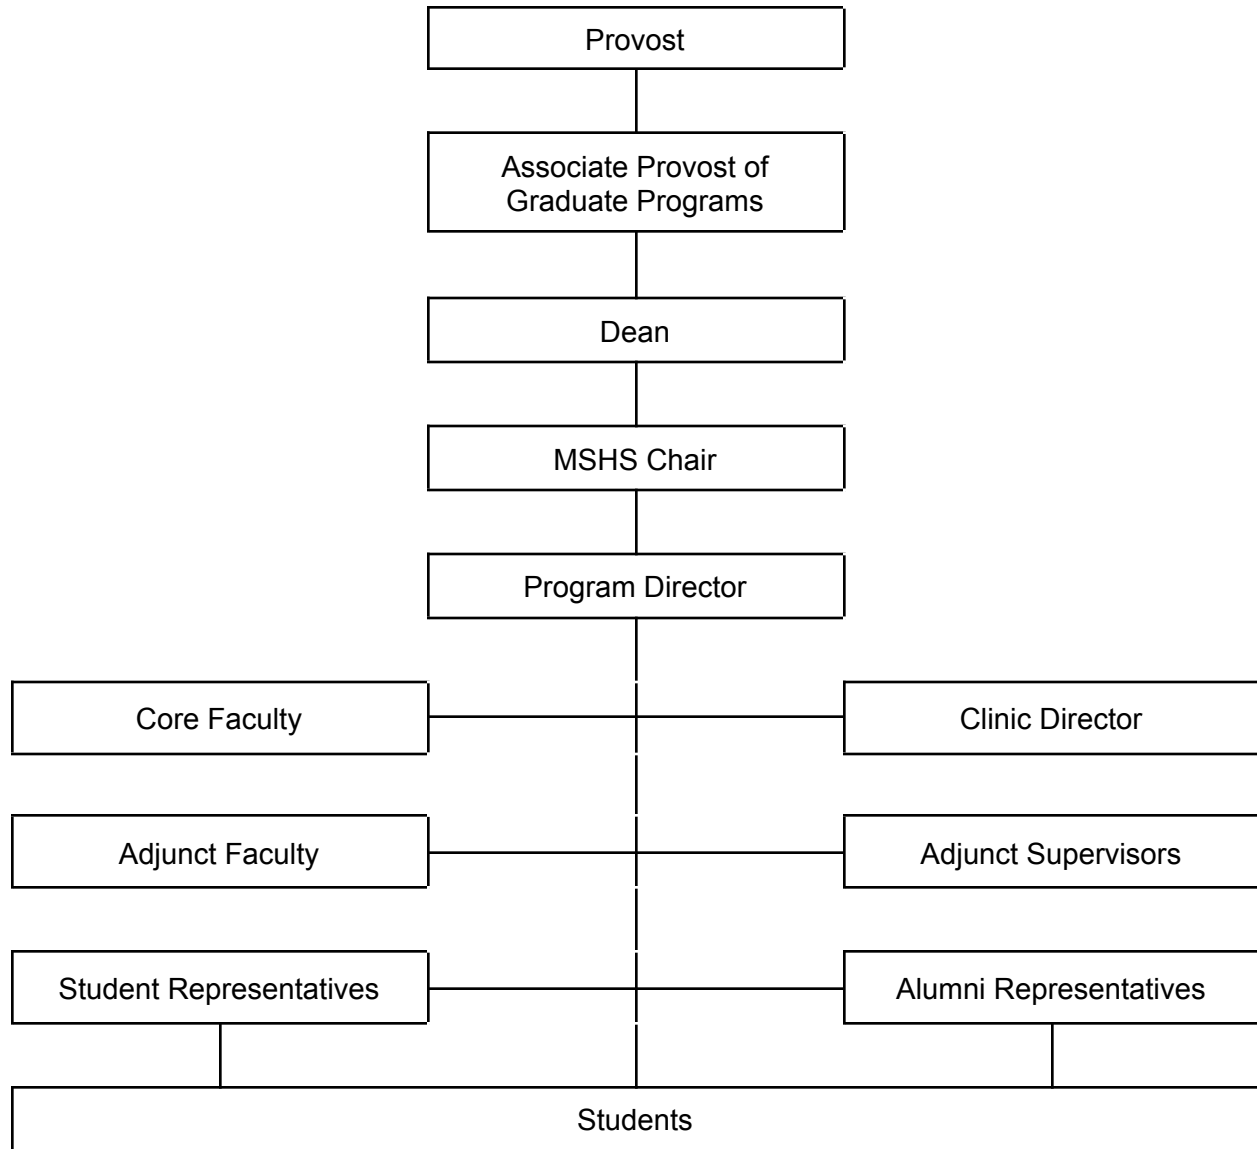 Provost
Associate Provost of
Graduate Programs
Dean
MSHS Chair
Program Director
Core Faculty
Clinic Director
Adjunct Faculty
Adjunct Supervisors
Student Representatives
Alumni Representatives
Students